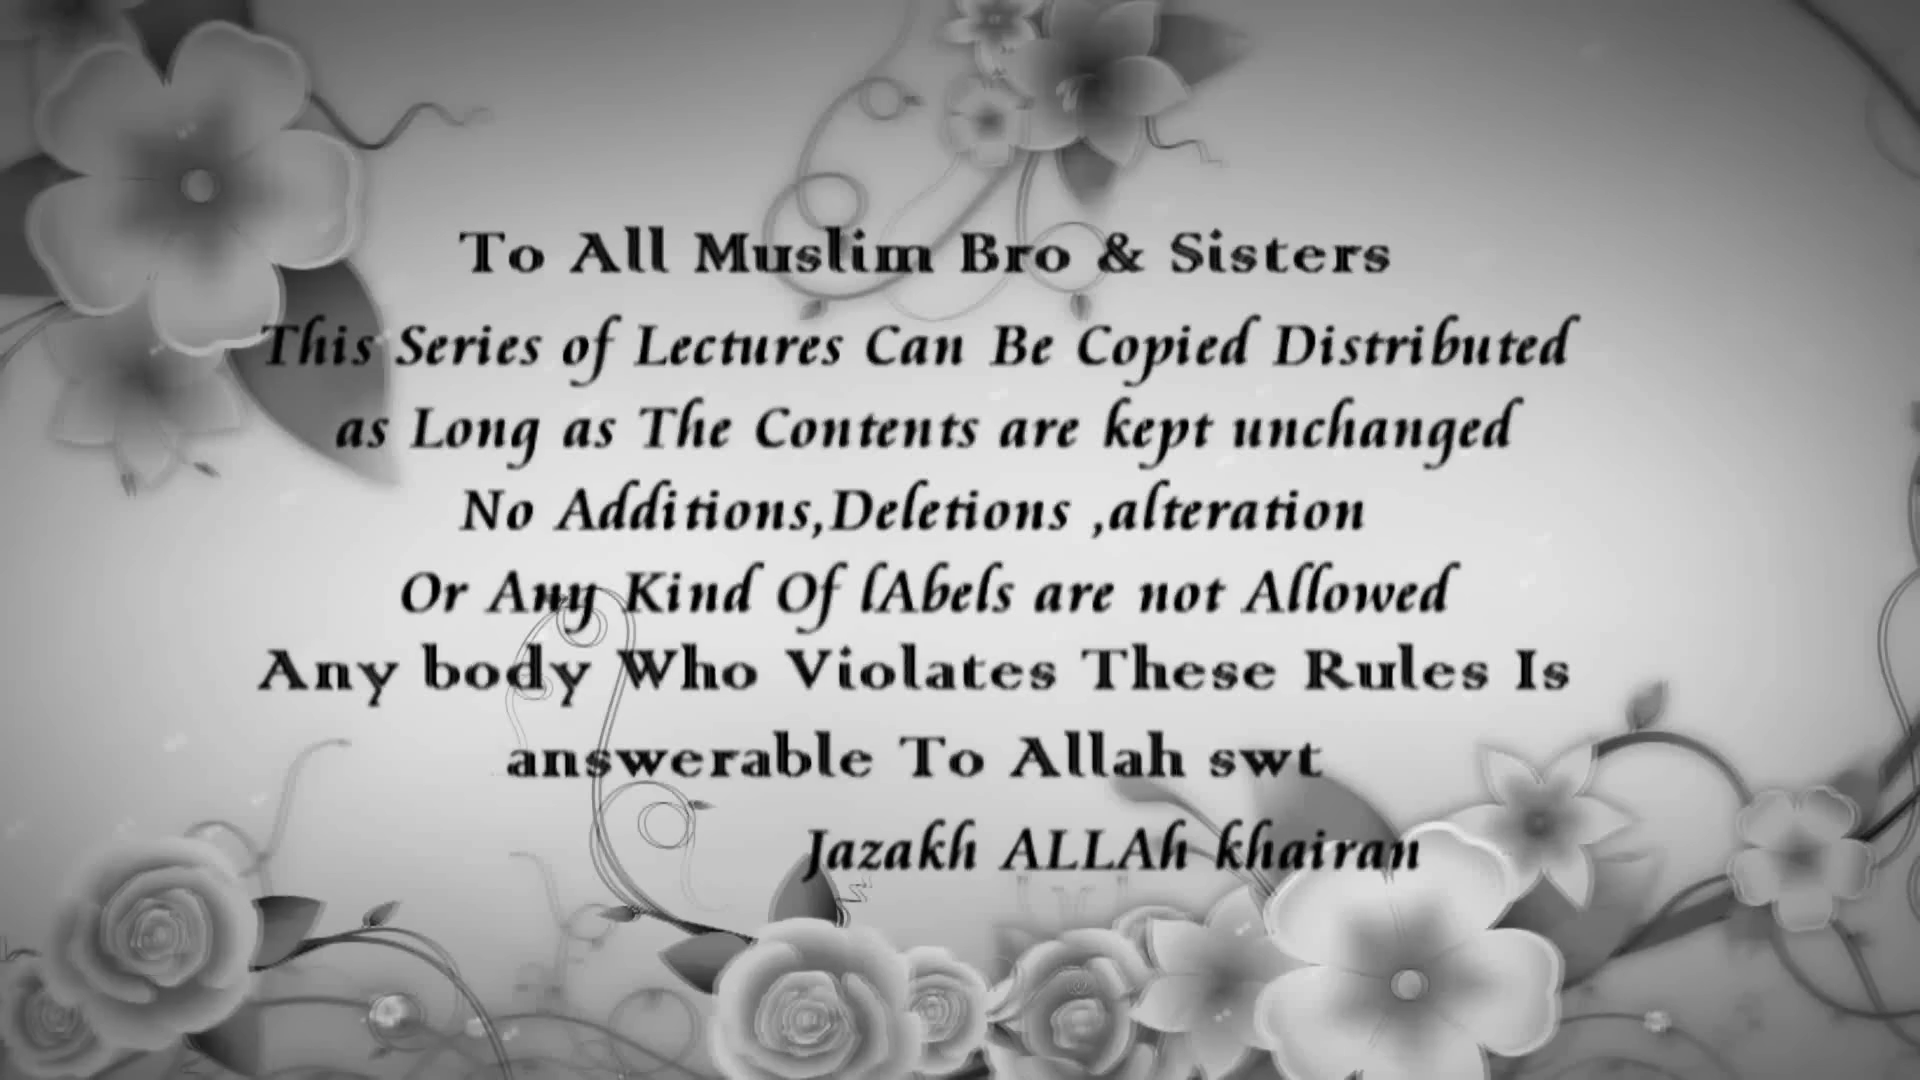 To All Muslim Bro & Sisters
This Series of Lectures Can Be Copied Distributed
as Long as The Contents are kept unchanged
No Additions,Deletions ,alteration
Or Any Kind Of lAbels are not Allowed
Any body Who Violates These Rules Is
answerable To Allah swt
Jazakh ALLAh khairan